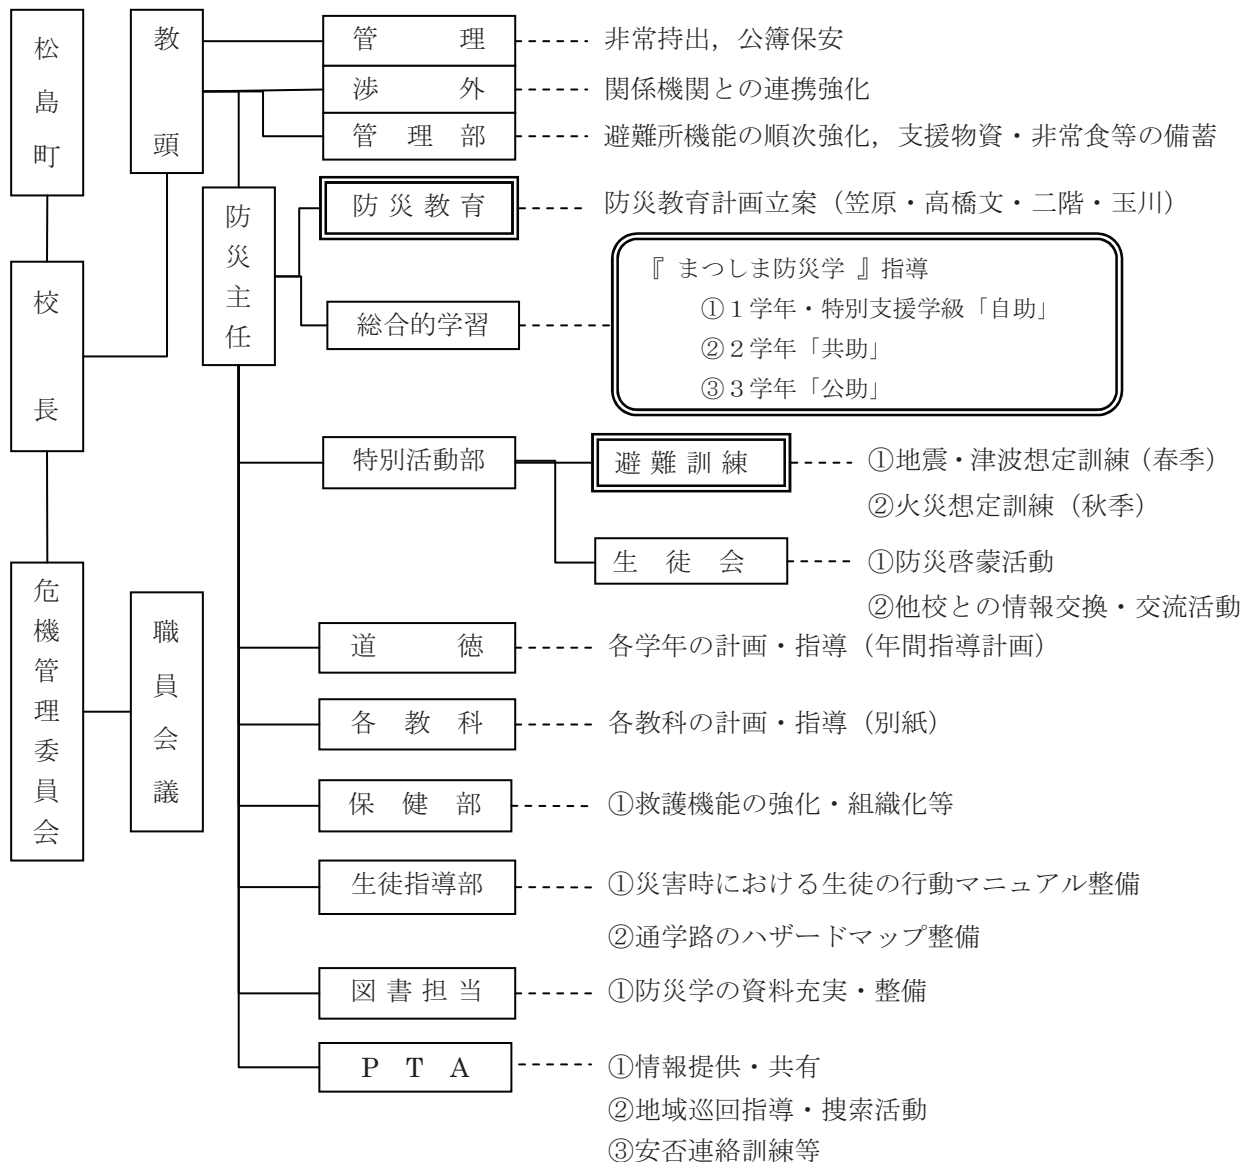 松島町
校長
危機管理委員会
職員会議
教頭
防災主任
管理 非常持出，公簿保安
渉外 関係機関との連携強化
管理部 避難所機能の順次強化，支援物資・非常食等の備蓄
防災教育 防災教育計画立案（笠原・高橋文・二階・玉川）
総合的学習
『 まつしま防災学 』指導
①１学年・特別支援学級「自助」
②２学年「共助」
③３学年「公助」
特別活動部
避難訓練 ①地震・津波想定訓練（春季）
②火災想定訓練（秋季）
生徒会 ①防災啓蒙活動
②他校との情報交換・交流活動
道徳 各学年の計画・指導（年間指導計画）
各教科 各教科の計画・指導（別紙）
保健部 ①救護機能の強化・組織化等
生徒指導部 ①災害時における生徒の行動マニュアル整備
②通学路のハザードマップ整備
図書担当 ①防災学の資料充実・整備
ＰＴＡ ①情報提供・共有
②地域巡回指導・捜索活動
③安否連絡訓練等